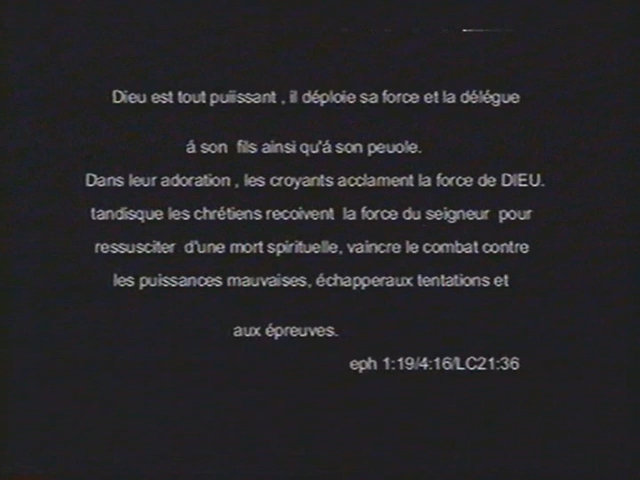 Dieu est tout puiissant , il déploie sa force et la délégue
á son fils ainsi qu'á son peuole.
Dans leur adoration , les croyants acclament la force de DIEU.
tandisque les chrétiens recoivent la force du seigneur pour
ressusciter d'une mort spirituelle, vaincre le combat contre
les puissances mauvaises, échapperaux tentations et
aux épreuves.
eph 1:19/4:16/LC21:36